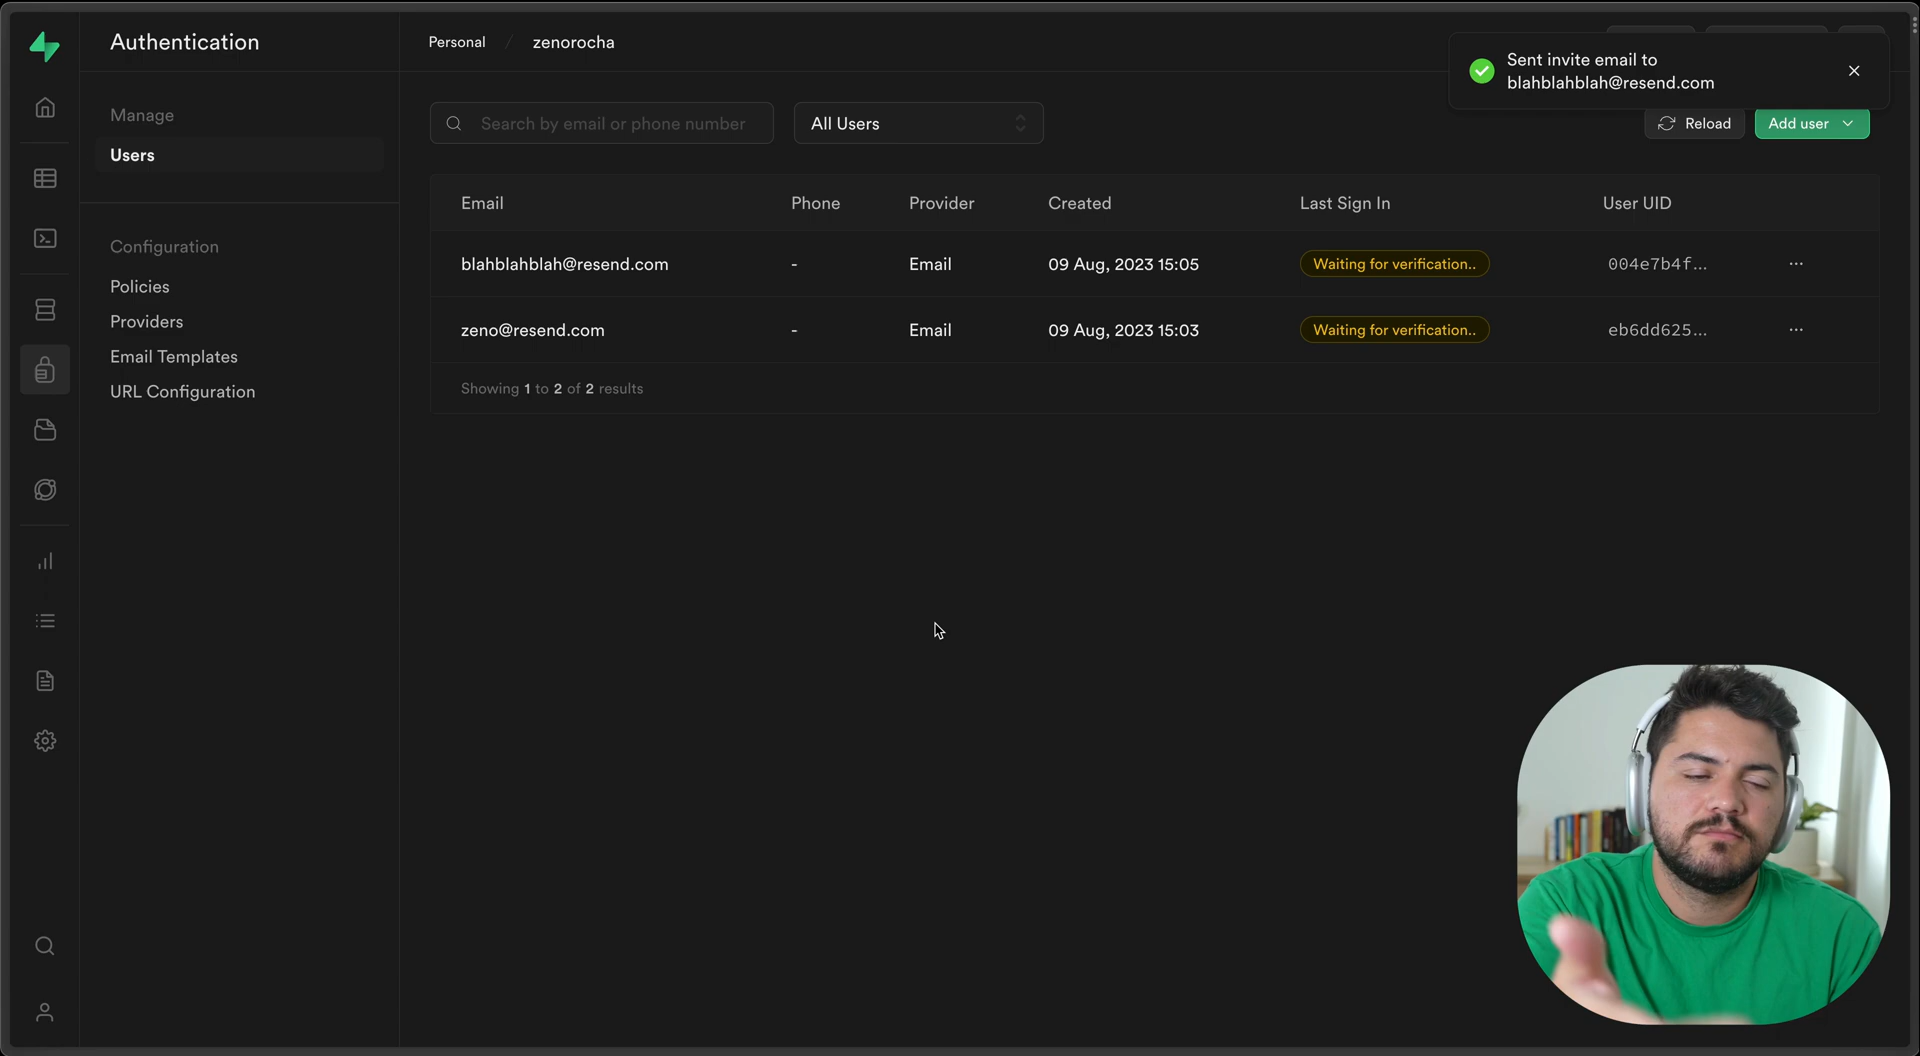 Authentication
Personal / zenorocha
Sent invite email to
blahblahblah@resend.com
Manage
Users
Configuration
Policies
Providers
Email Templates
URL Configuration
Search by email or phone number
All Users
Reload
Add user
Email Phone Provider Created Last Sign In User UID
blahblahblah@resend.com - Email 09 Aug, 2023 15:05 Waiting for verification.. 004e7b4f...
zeno@resend.com - Email 09 Aug, 2023 15:03 Waiting for verification.. eb6dd625...
Showing 1 to 2 of 2 results